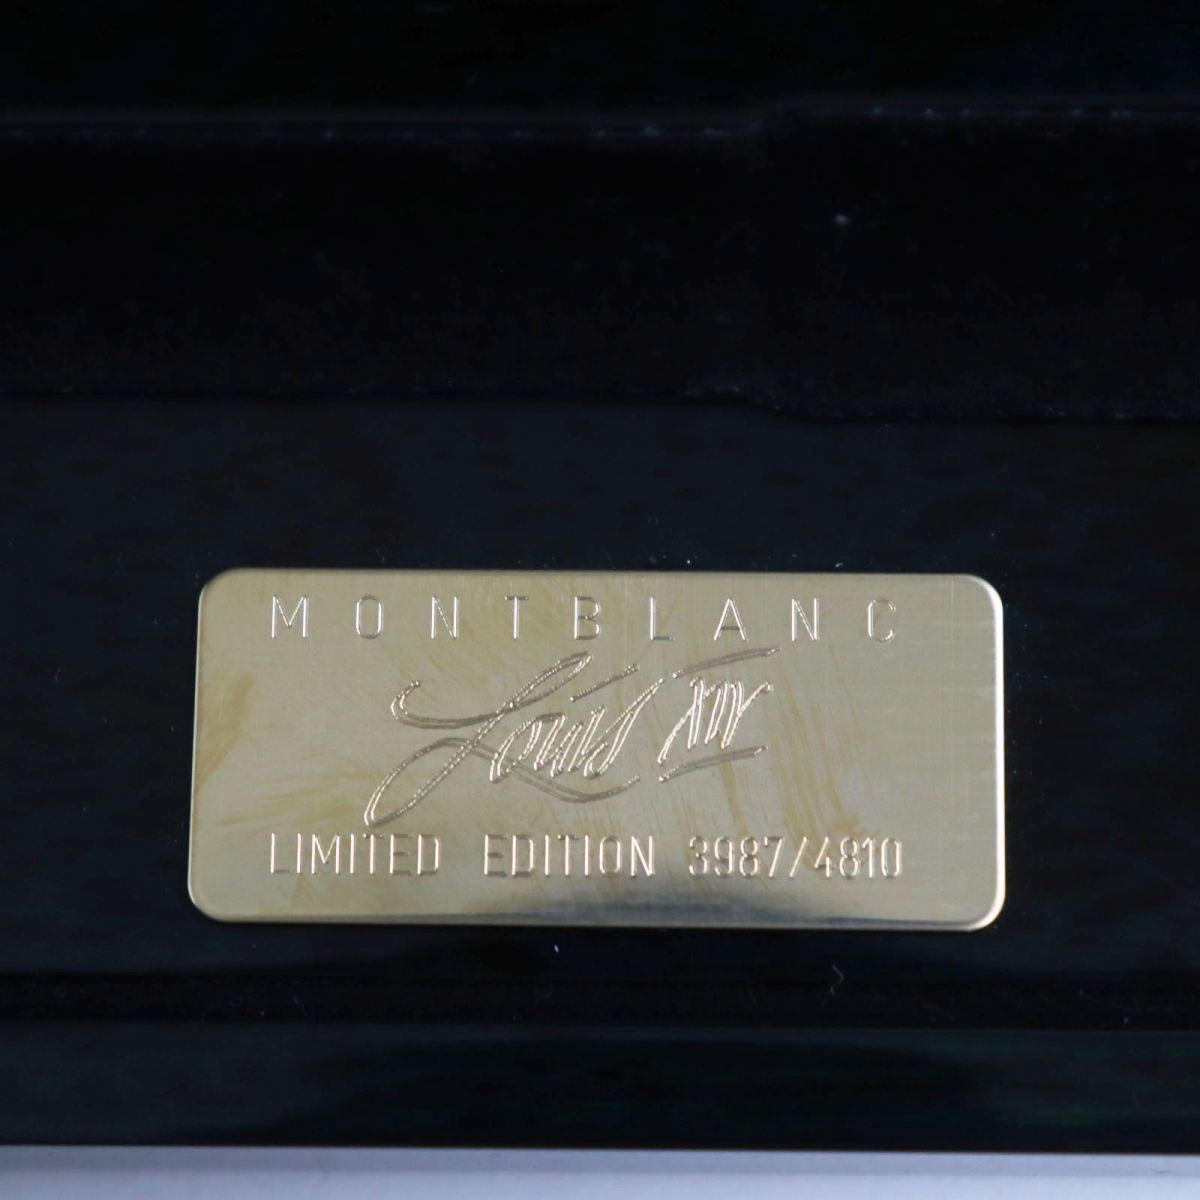 MONTBLANC
Louis XIV
LIMITED EDITION 3987/4810